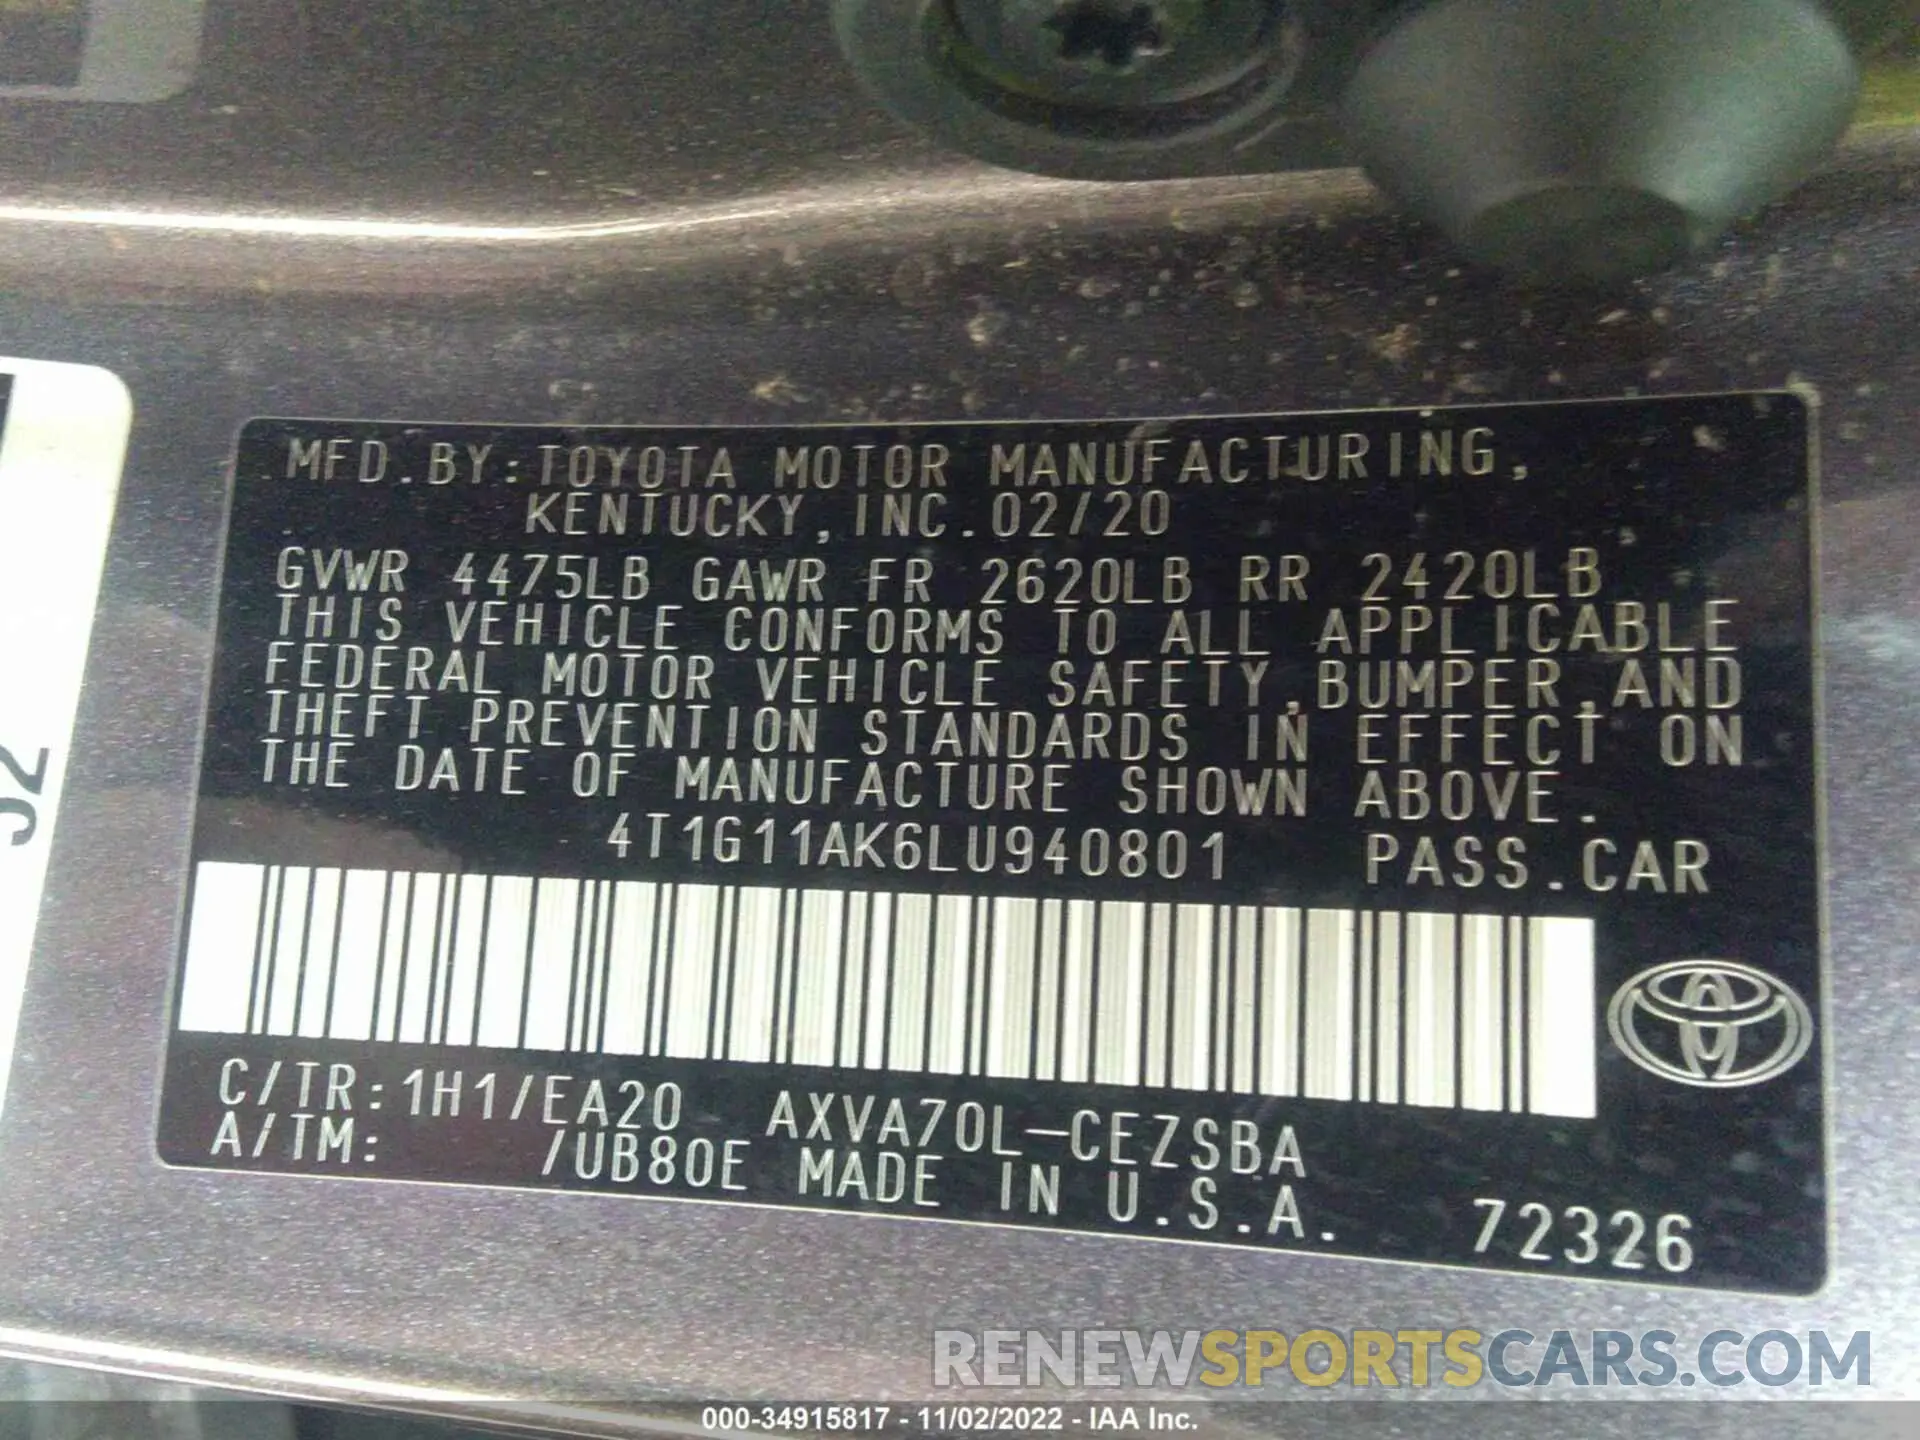 MFD.BY:TOYOTA MOTOR MANUFACTURING,
KENTUCKY,INC.02/20
GVWR 4475LB GAWR FR 2620LB RR 2420LB
THIS VEHICLE CONFORMS TO ALL APPLICABLE
FEDERAL MOTOR VEHICLE SAFETY,BUMPER,AND
THEFT PREVENTION STANDARDS IN EFFECT ON
THE DATE OF MANUFACTURE SHOWN ABOVE.
4T1G11AK6LU940801 PASS.CAR
C/TR:1H1/EA20 AXVA70L-CEZSBA
A/TM: /UB80E MADE IN U.S.A.
72326
RENEWSPORTSCARS.COM
000-34915817 - 11/02/2022 - IAA Inc.